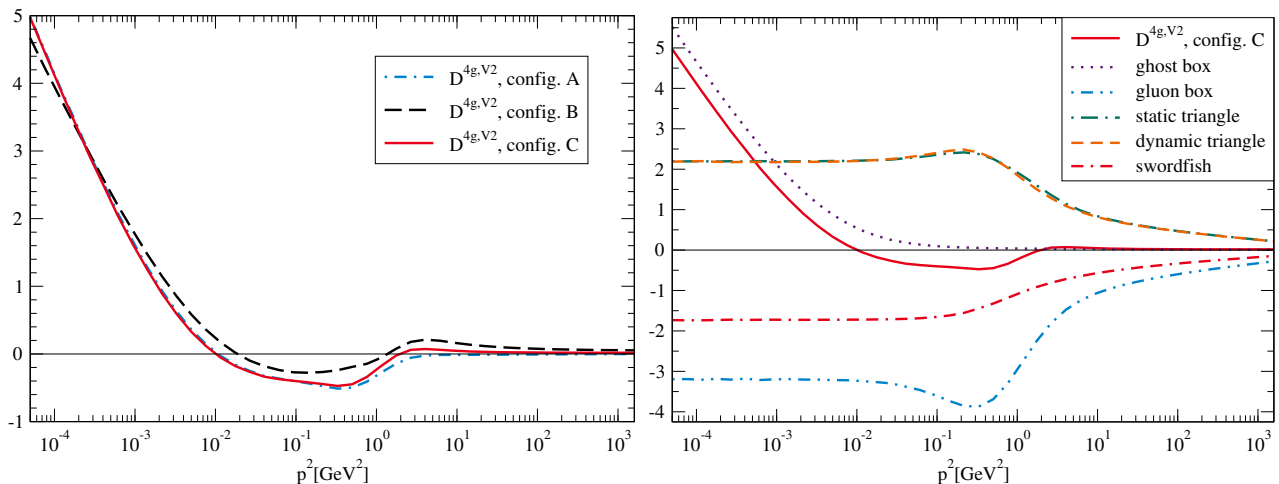 5
4
3
2
1
0
-1
D^{4g,V2}, config. A
D^{4g,V2}, config. B
D^{4g,V2}, config. C
10^{-4} 10^{-3} 10^{-2} 10^{-1} 10^{0} 10^{1} 10^{2} 10^{3}
p^{2}[GeV^{2}]
5
4
3
2
1
0
-1
-2
-3
-4
D^{4g,V2}, config. C
ghost box
gluon box
static triangle
dynamic triangle
swordfish
10^{-4} 10^{-3} 10^{-2} 10^{-1} 10^{0} 10^{1} 10^{2} 10^{3}
p^{2}[GeV^{2}]